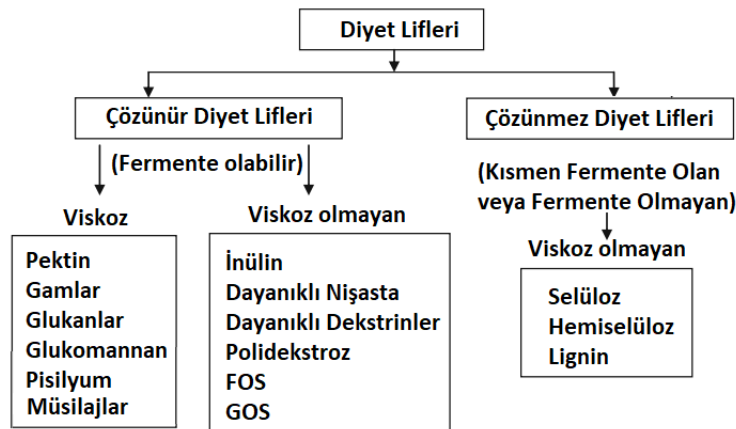 Diyet Lifleri
Çözünür Diyet Lifleri
(Fermente olabilir)
Viskoz
Pektin
Gamlar
Glukanlar
Glukomannan
Pisilyum
Müsilajlar
Viskoz olmayan
İnülin
Dayanıklı Nişasta
Dayanıklı Dekstrinler
Polidekstroz
FOS
GOS
Çözünmez Diyet Lifleri
(Kısmen Fermente Olan
veya Fermente Olmayan)
Viskoz olmayan
Selüloz
Hemiselüloz
Lignin